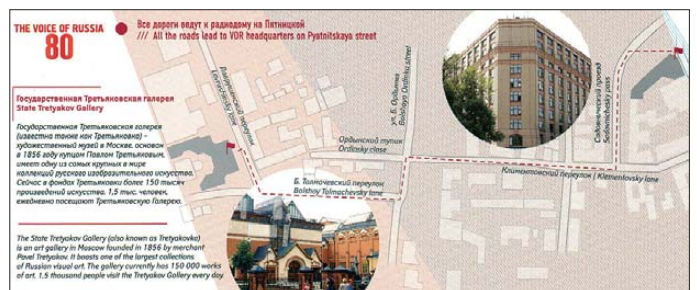 THE VOICE OF RUSSIA
80
Все дороги ведут к радиодому на Пятницкой
/// All the roads lead to VOR headquarters on Pyatnitskaya street
Государственная Третьяковская галерея
State Tretyakov Gallery
Государственная Третьяковская галерея
(известна также как Третьяковка) –
художественный музей в Москве, основан
в 1856 году купцом Павлом Третьяковым,
имеет одну из самых крупных в мире
коллекций русского изобразительного искусства.
Сейчас в фондах Третьяковки более 150 тысяч
произведений искусства. 1,5 тыс. человек,
ежедневно посещают Третьяковскую Галерею.
The State Tretyakov Gallery (also known as Tretyakovka)
is an art gallery in Moscow founded in 1856 by merchant
Pavel Tretyakov. It boasts one of the largest collections
of Russian visual art. The gallery currently has 150 000 works
of art. 1,5 thousand people visit the Tretyakov Gallery every day.
Лаврушинский переулок
Lavrushensky lane
ул. Б. Ордынка
Bolshaya Ordinka street
Ордынский тупик
Ordinsky close
Б. Толмачевский переулок
Bolshoy Tolmachevsky lane
Садовнический проезд
Sadovnichesky pass
Климентовский переулок | Klementovsky lane